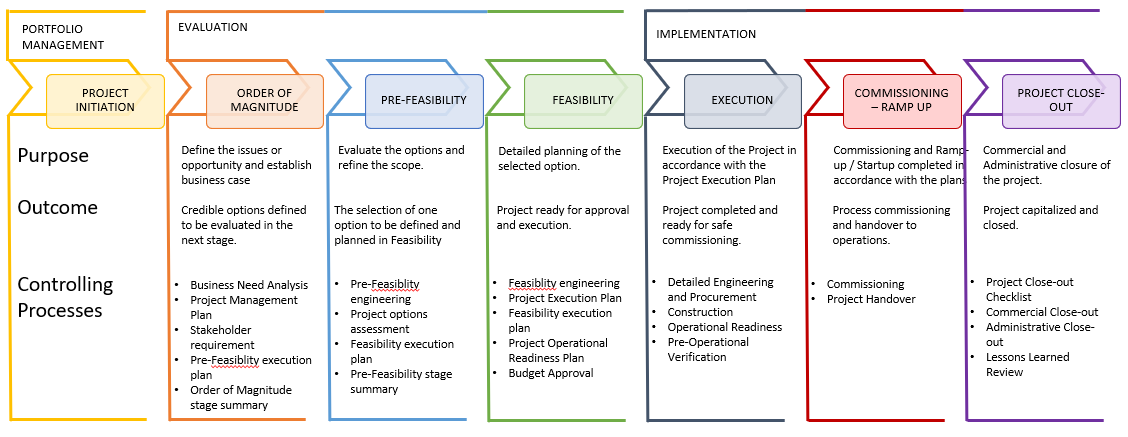 PORTFOLIO
MANAGEMENT
EVALUATION
IMPLEMENTATION
PROJECT
INITIATION
ORDER OF
MAGNITUDE
PRE-FEASIBILITY
FEASIBILITY
EXECUTION
COMMISSIONING
– RAMP UP
PROJECT CLOSE-
OUT
Purpose
Define the issues or
opportunity and establish
business case
Evaluate the options and
refine the scope.
Detailed planning of the
selected option.
Execution of the Project in
accordance with the
Project Execution Plan
Commissioning and Ramp-
up / Startup completed in
accordance with the plans
Commercial and
Administrative closure of
the project.
Outcome
Credible options defined
to be evaluated in the
next stage.
The selection of one
option to be defined and
planned in Feasibility
Project ready for approval
and execution.
Project completed and
ready for safe
commissioning.
Process commissioning
and handover to
operations.
Project capitalized and
closed.
Controlling
Processes
• Business Need Analysis
• Project Management
Plan
• Stakeholder
requirement
• Pre-Feasiblity execution
plan
• Order of Magnitude
stage summary
• Pre-Feasiblity
engineering
• Project options
assessment
• Feasibility execution
plan
• Pre-Feasibility stage
summary
• Feasiblity engineering
• Project Execution Plan
• Feasibility execution
plan
• Project Operational
Readiness Plan
• Budget Approval
• Detailed Engineering
and Procurement
• Construction
• Operational Readiness
• Pre-Operational
Verification
• Commissioning
• Project Handover
• Project Close-out
Checklist
• Commercial Close-out
• Administrative Close-
out
• Lessons Learned
Review